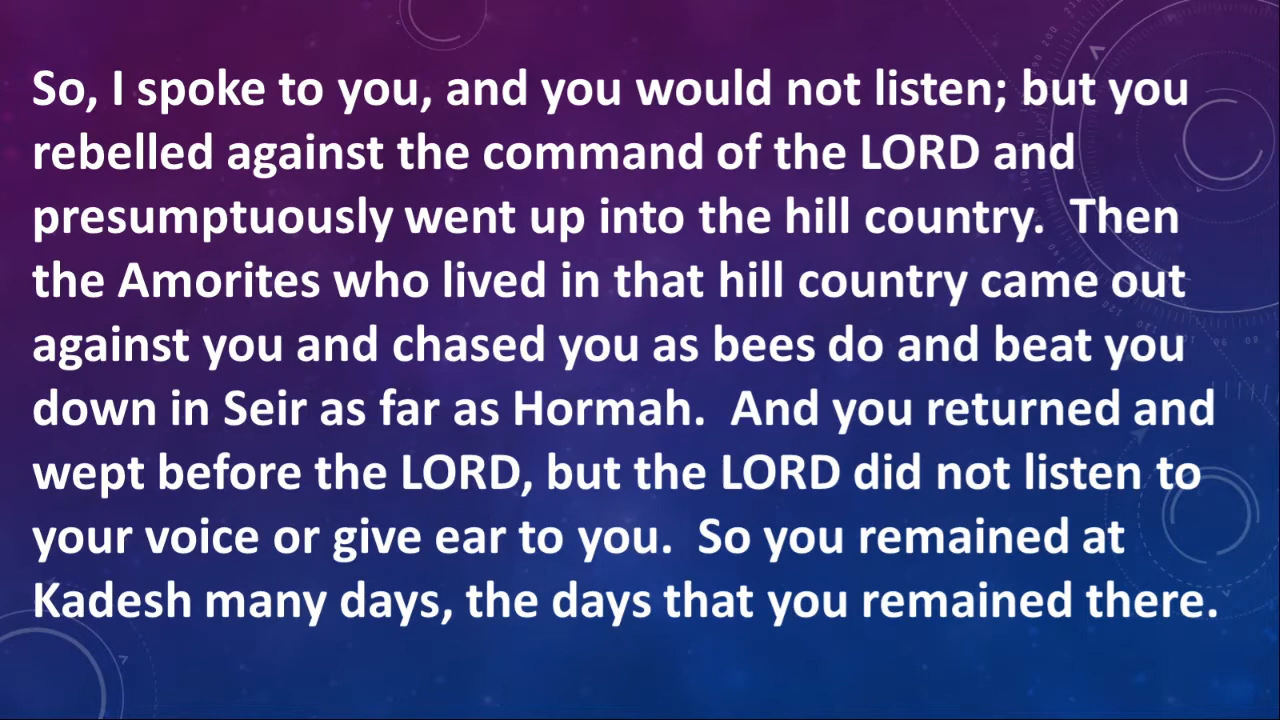 So, I spoke to you, and you would not listen; but you
rebelled against the command of the LORD and
presumptuously went up into the hill country.  Then
the Amorites who lived in that hill country came out
against you and chased you as bees do and beat you
down in Seir as far as Hormah.  And you returned and
wept before the LORD, but the LORD did not listen to
your voice or give ear to you.  So you remained at
Kadesh many days, the days that you remained there.